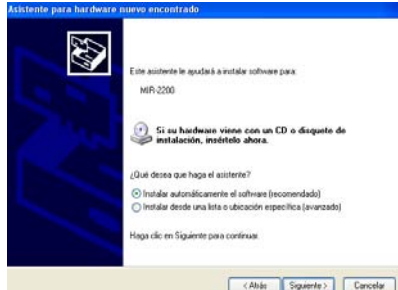 Asistente para hardware nuevo encontrado
Este asistente le ayudará a instalar software para:
MIR-2200
Si su hardware viene con un CD o disquete de
instalación, insértelo ahora.
¿Qué desea que haga el asistente?
Instalar automáticamente el software (recomendado)
Instalar desde una lista o ubicación específica (avanzado)
Haga clic en Siguiente para continuar.
< Atrás Siguiente > Cancelar